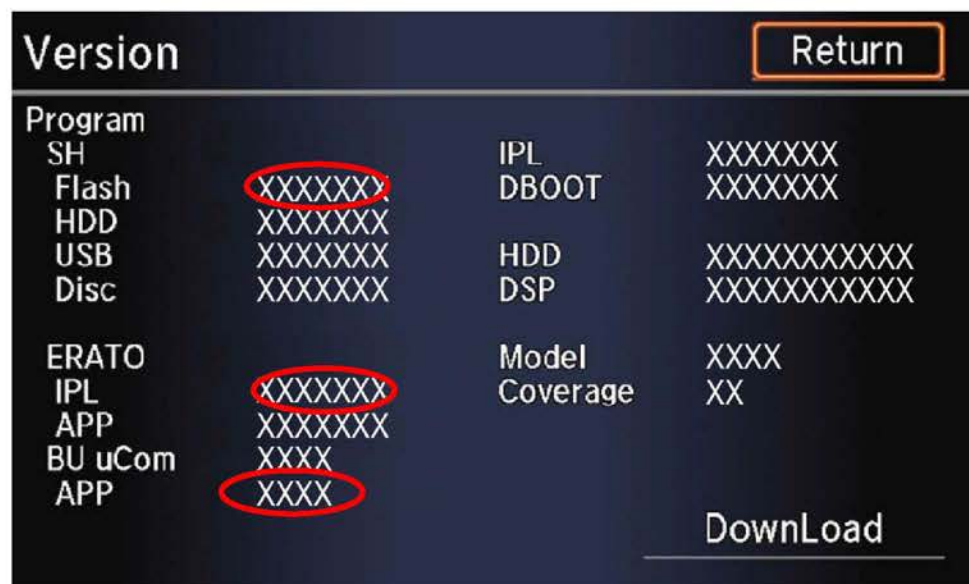 Version Return
Program
SH IPL XXXXXXX
Flash XXXXXXX DBOOT XXXXXXX
HDD XXXXXXX
USB XXXXXXX HDD XXXXXXXXXXX
Disc XXXXXXX DSP XXXXXXXXXXX
ERATO Model XXXX
IPL XXXXXXX Coverage XX
APP XXXXXXX
BU uCom XXXX
APP XXXX
DownLoad